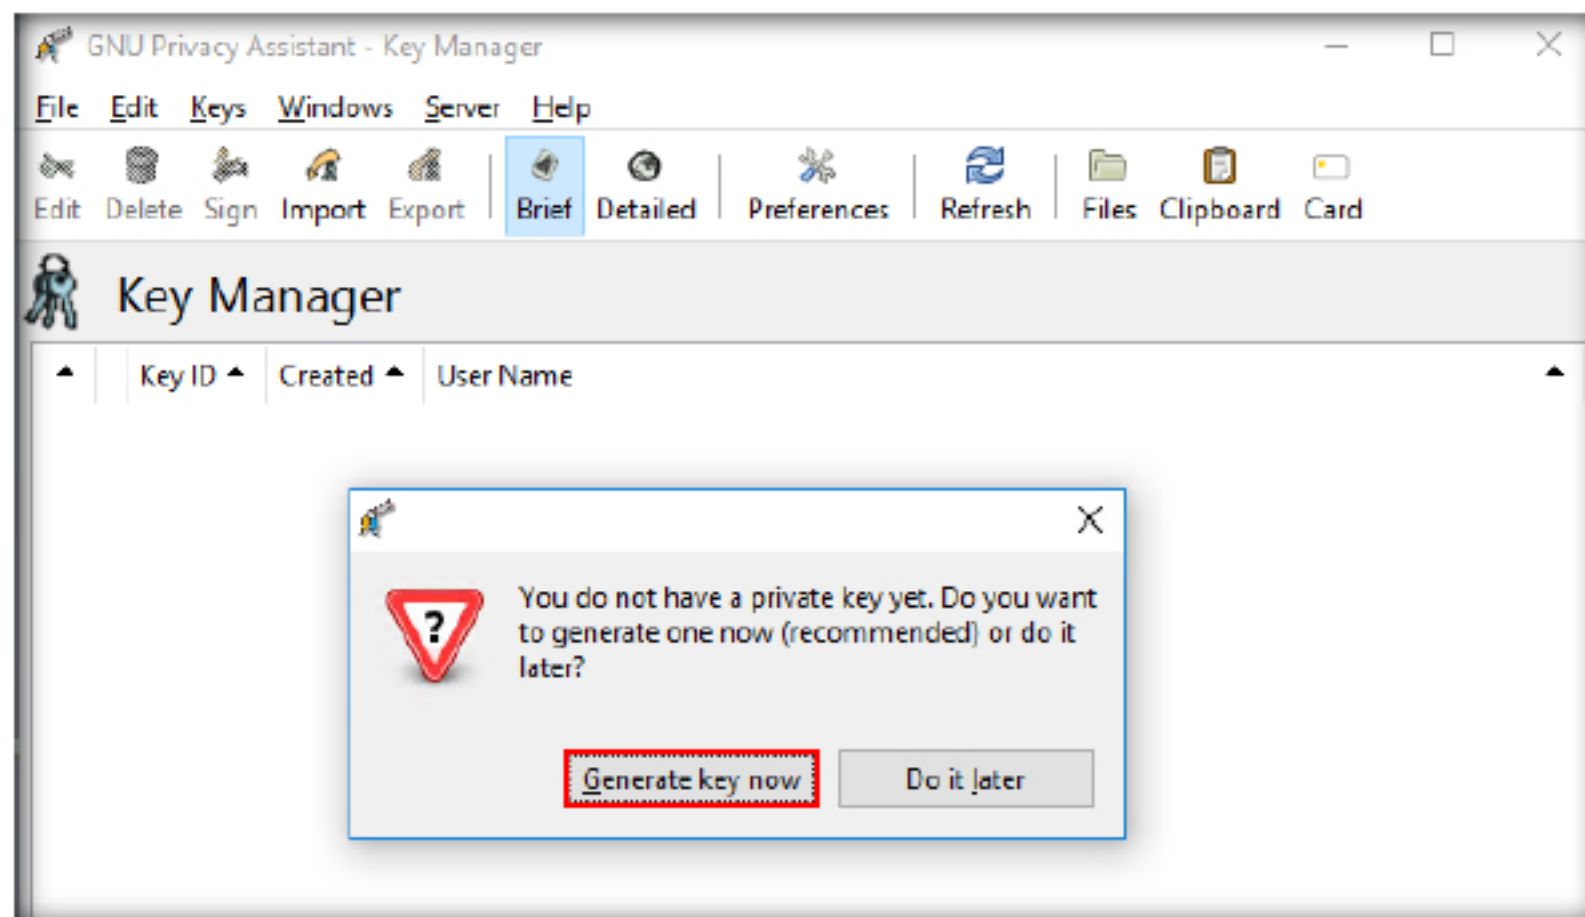 GNU Privacy Assistant - Key Manager
File Edit Keys Windows Server Help
Edit Delete Sign Import Export Brief Detailed Preferences Refresh Files Clipboard Card
Key Manager
Key ID Created User Name
?
You do not have a private key yet. Do you want
to generate one now (recommended) or do it
later?
Generate key now Do it later